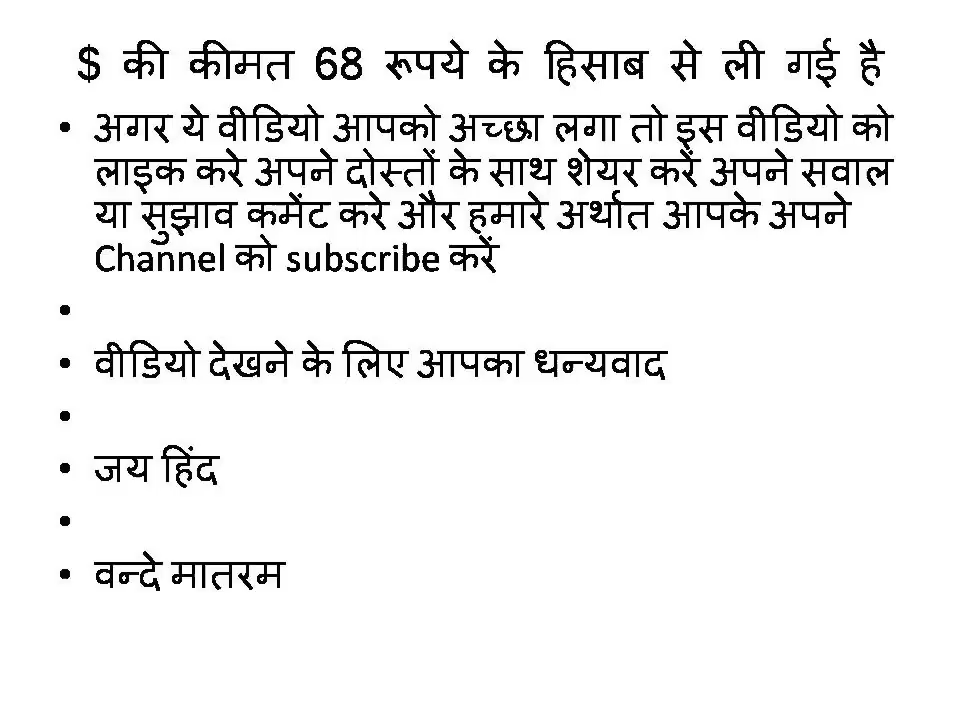 $ की कीमत 68 रूपये के हिसाब से ली गई है
• अगर ये वीडियो आपको अच्छा लगा तो इस वीडियो को
लाइक करे अपने दोस्तों के साथ शेयर करें अपने सवाल
या सुझाव कमेंट करे और हमारे अर्थात आपके अपने
Channel को subscribe करें
•
• वीडियो देखने के लिए आपका धन्यवाद
•
• जय हिंद
•
• वन्दे मातरम